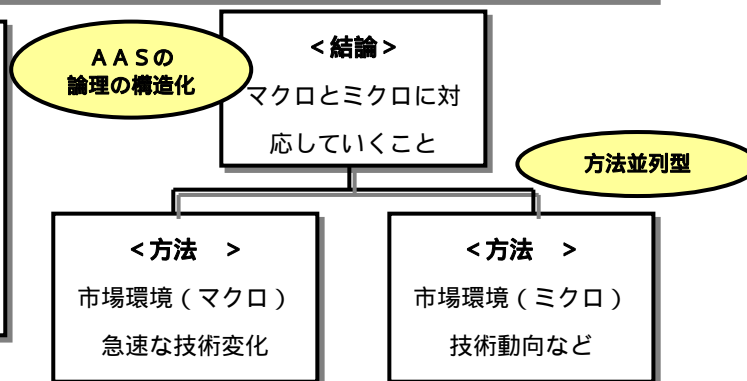 ＡＡＳの
論理の構造化
＜結論＞
マクロとミクロに対
応していくこと
方法並列型
＜方法　＞
市場環境（マクロ）
急速な技術変化
＜方法　＞
市場環境（ミクロ）
技術動向など